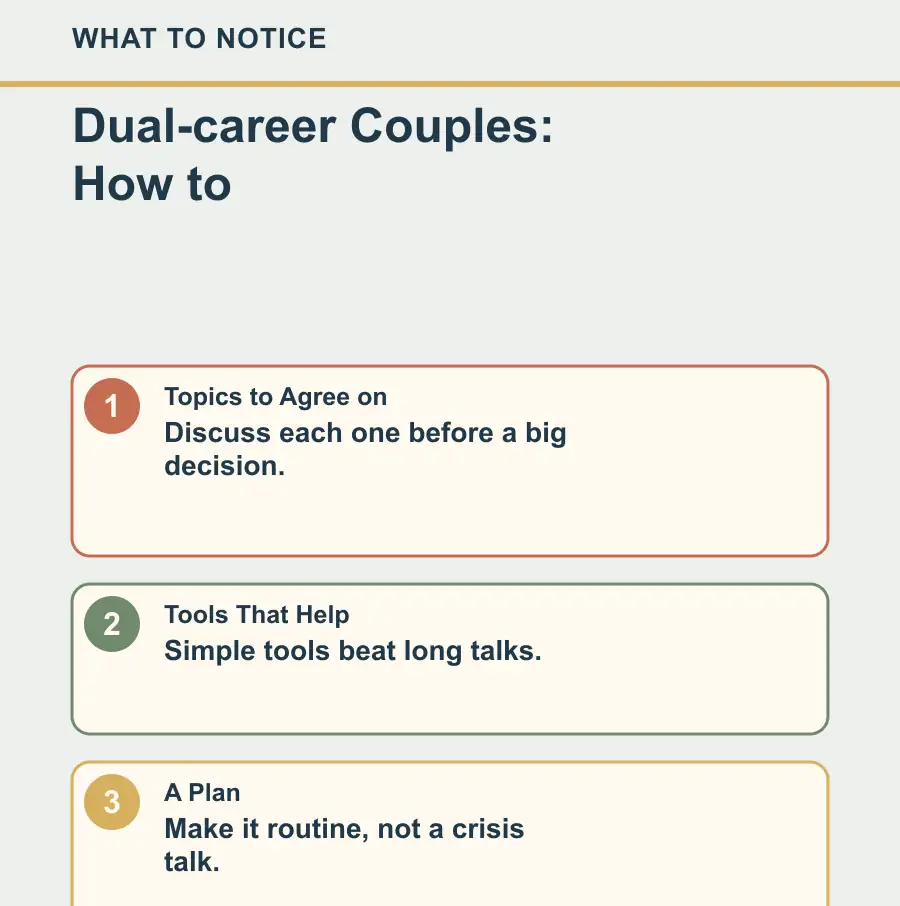 WHAT TO NOTICE
Dual-career Couples:
How to
1
Topics to Agree on
Discuss each one before a big
decision.
2
Tools That Help
Simple tools beat long talks.
3
A Plan
Make it routine, not a crisis
talk.